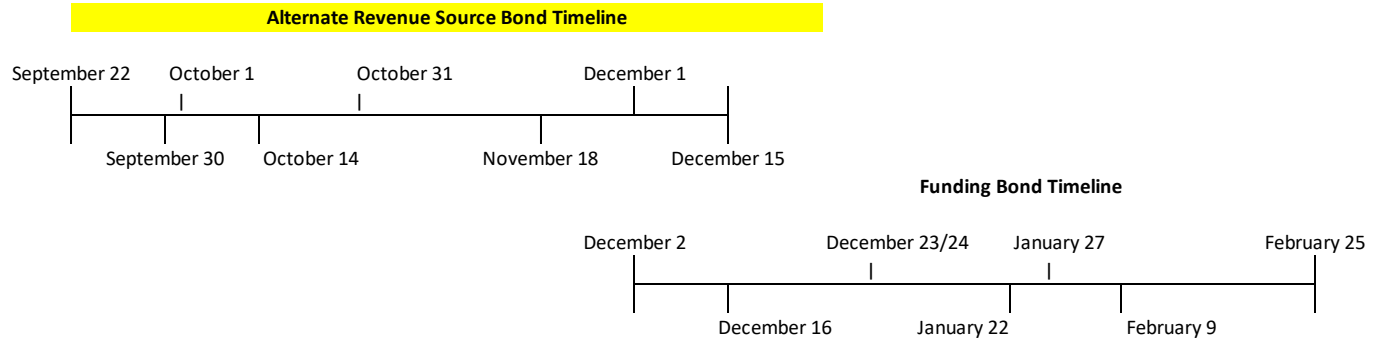 Alternate Revenue Source Bond Timeline
September 22 October 1 October 31 December 1
September 30 October 14 November 18 December 15
Funding Bond Timeline
December 2 December 23/24 January 27 February 25
December 16 January 22 February 9